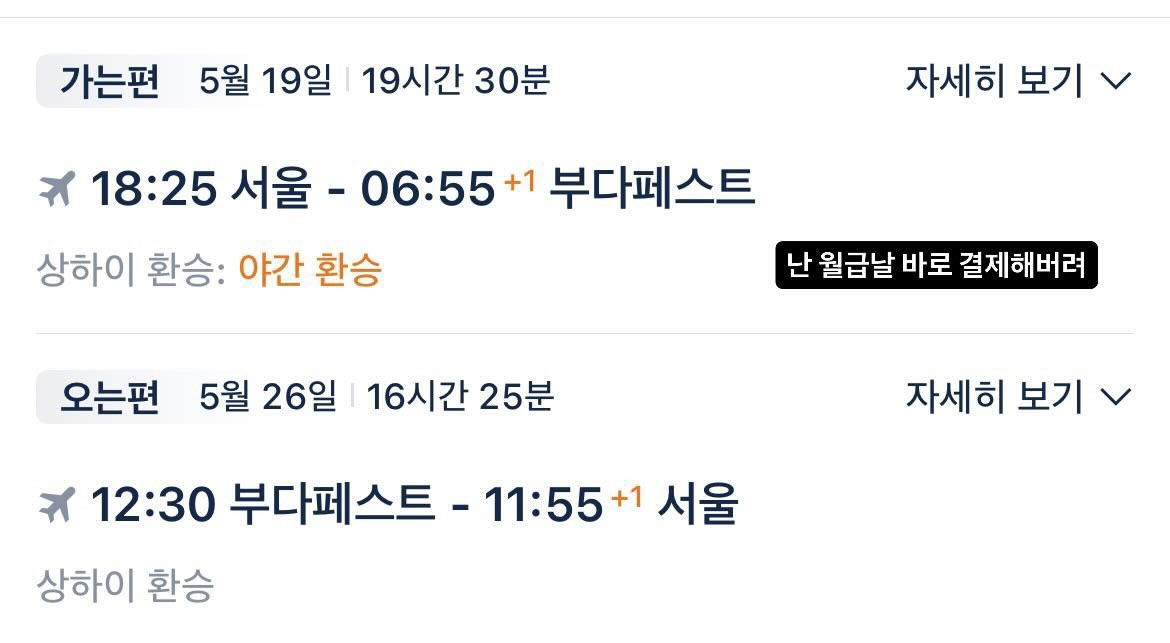 가는편 5월 19일 | 19시간 30분 자세히 보기
18:25 서울 - 06:55 +1 부다페스트
상하이 환승: 야간 환승 난 월급날 바로 결제해버려
오는편 5월 26일 | 16시간 25분 자세히 보기
12:30 부다페스트 - 11:55 +1 서울
상하이 환승